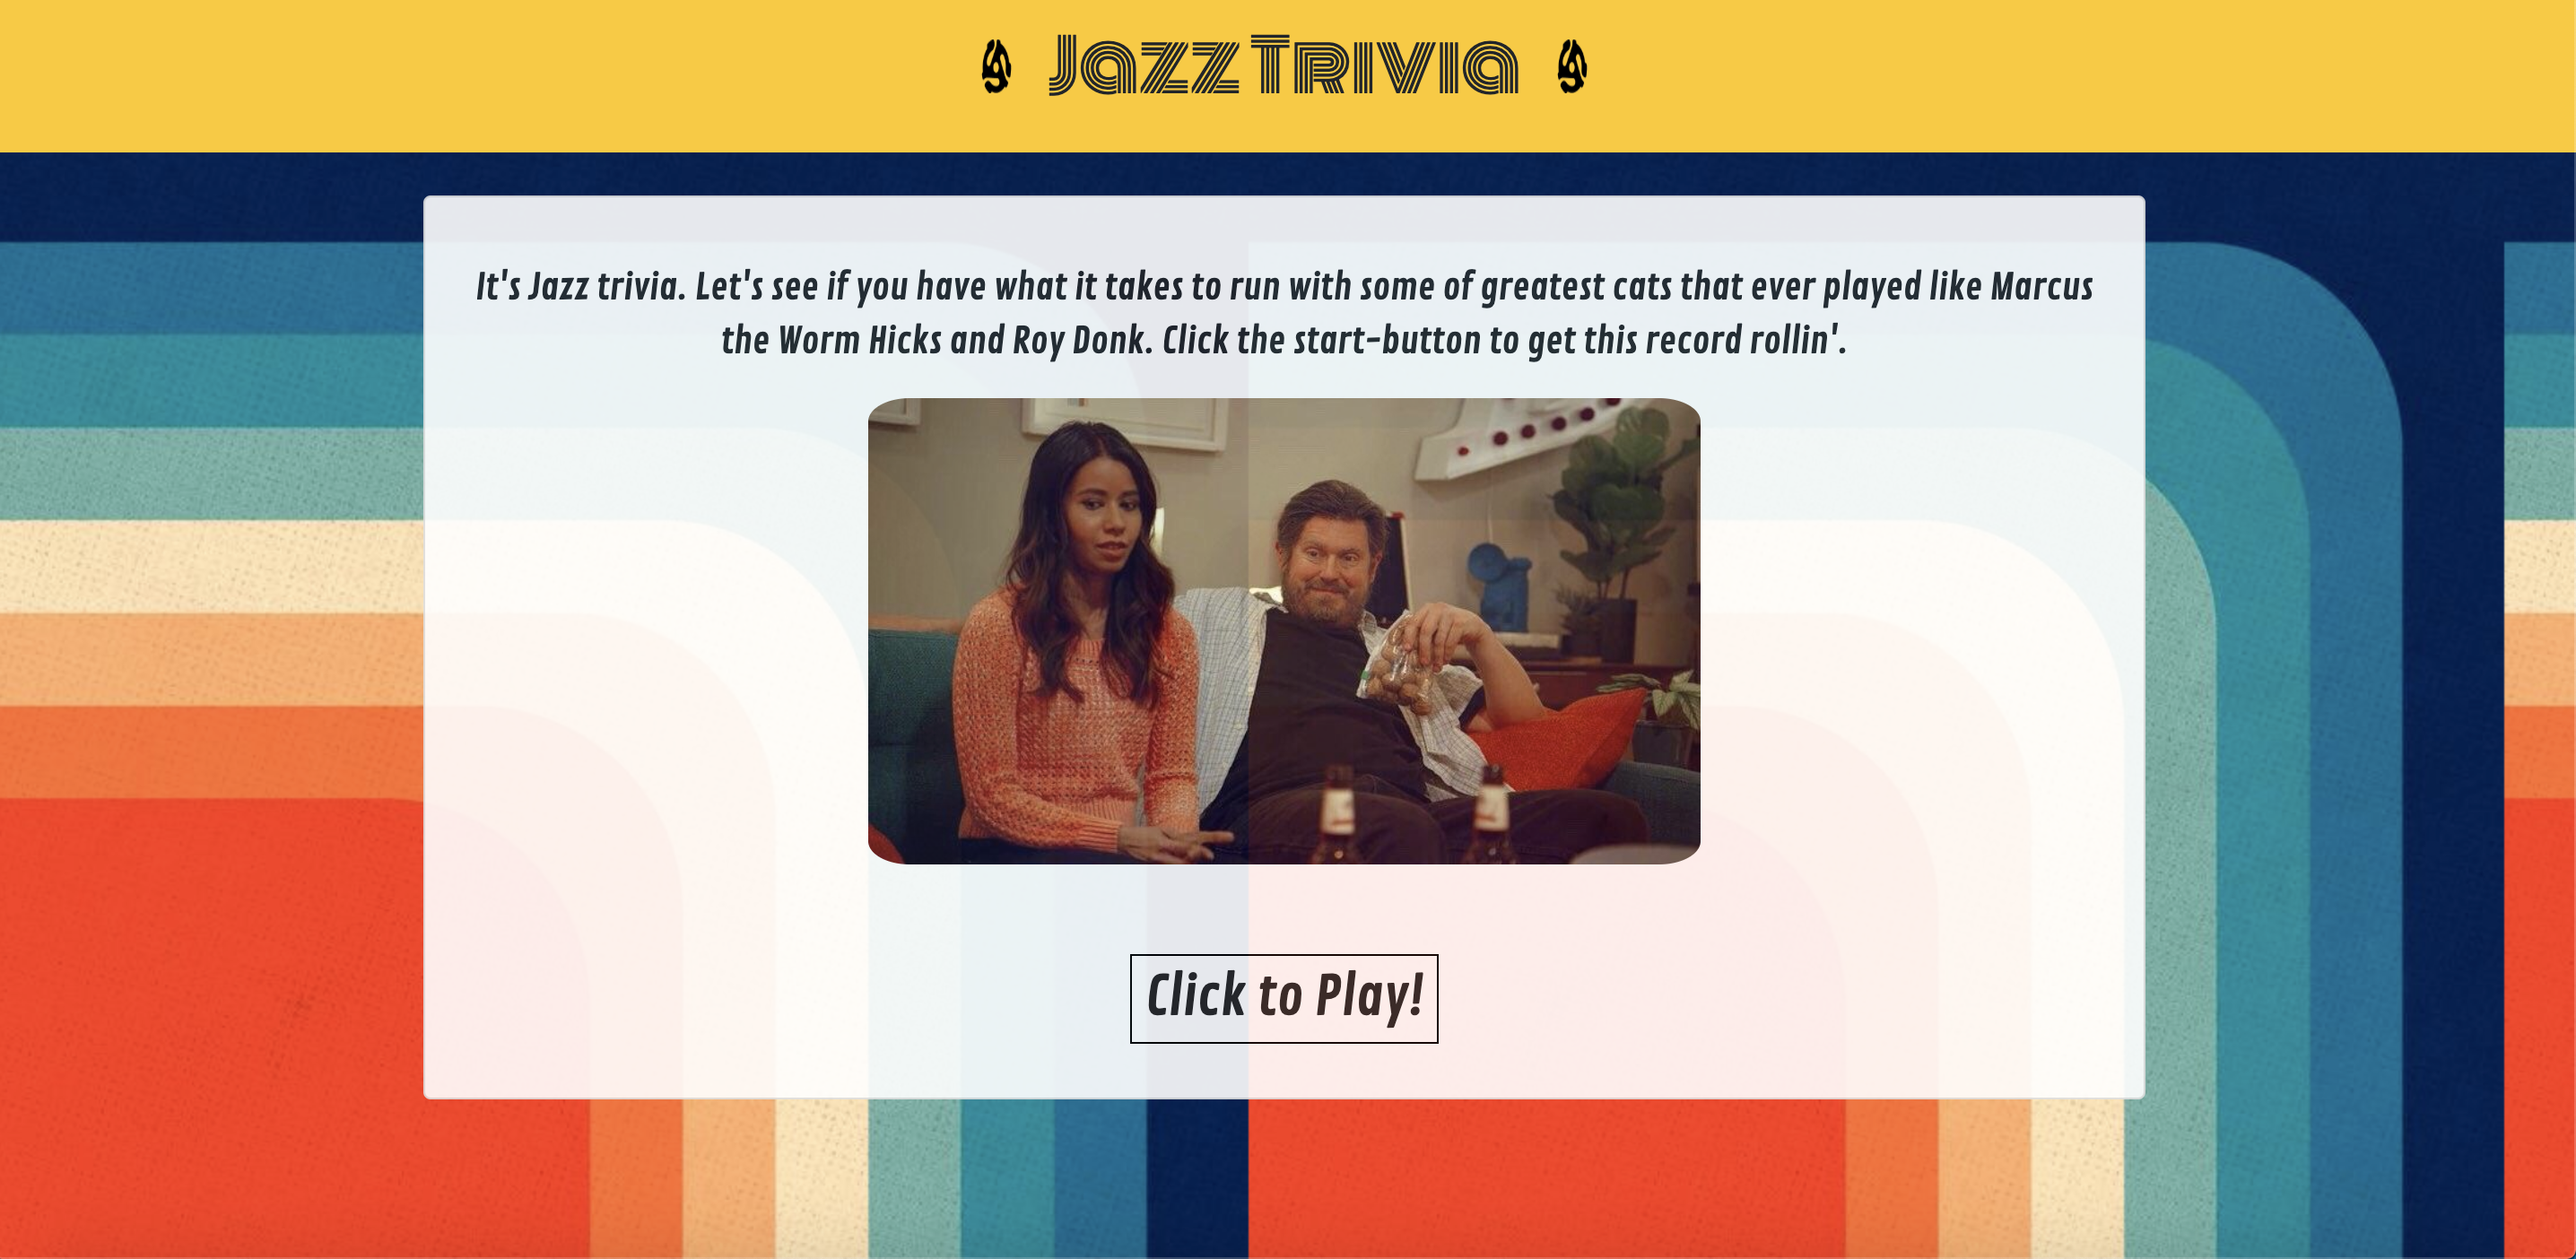 Jazz Trivia
It's Jazz trivia. Let's see if you have what it takes to run with some of greatest cats that ever played like Marcus
the Worm Hicks and Roy Donk. Click the start-button to get this record rollin'.
Click to Play!